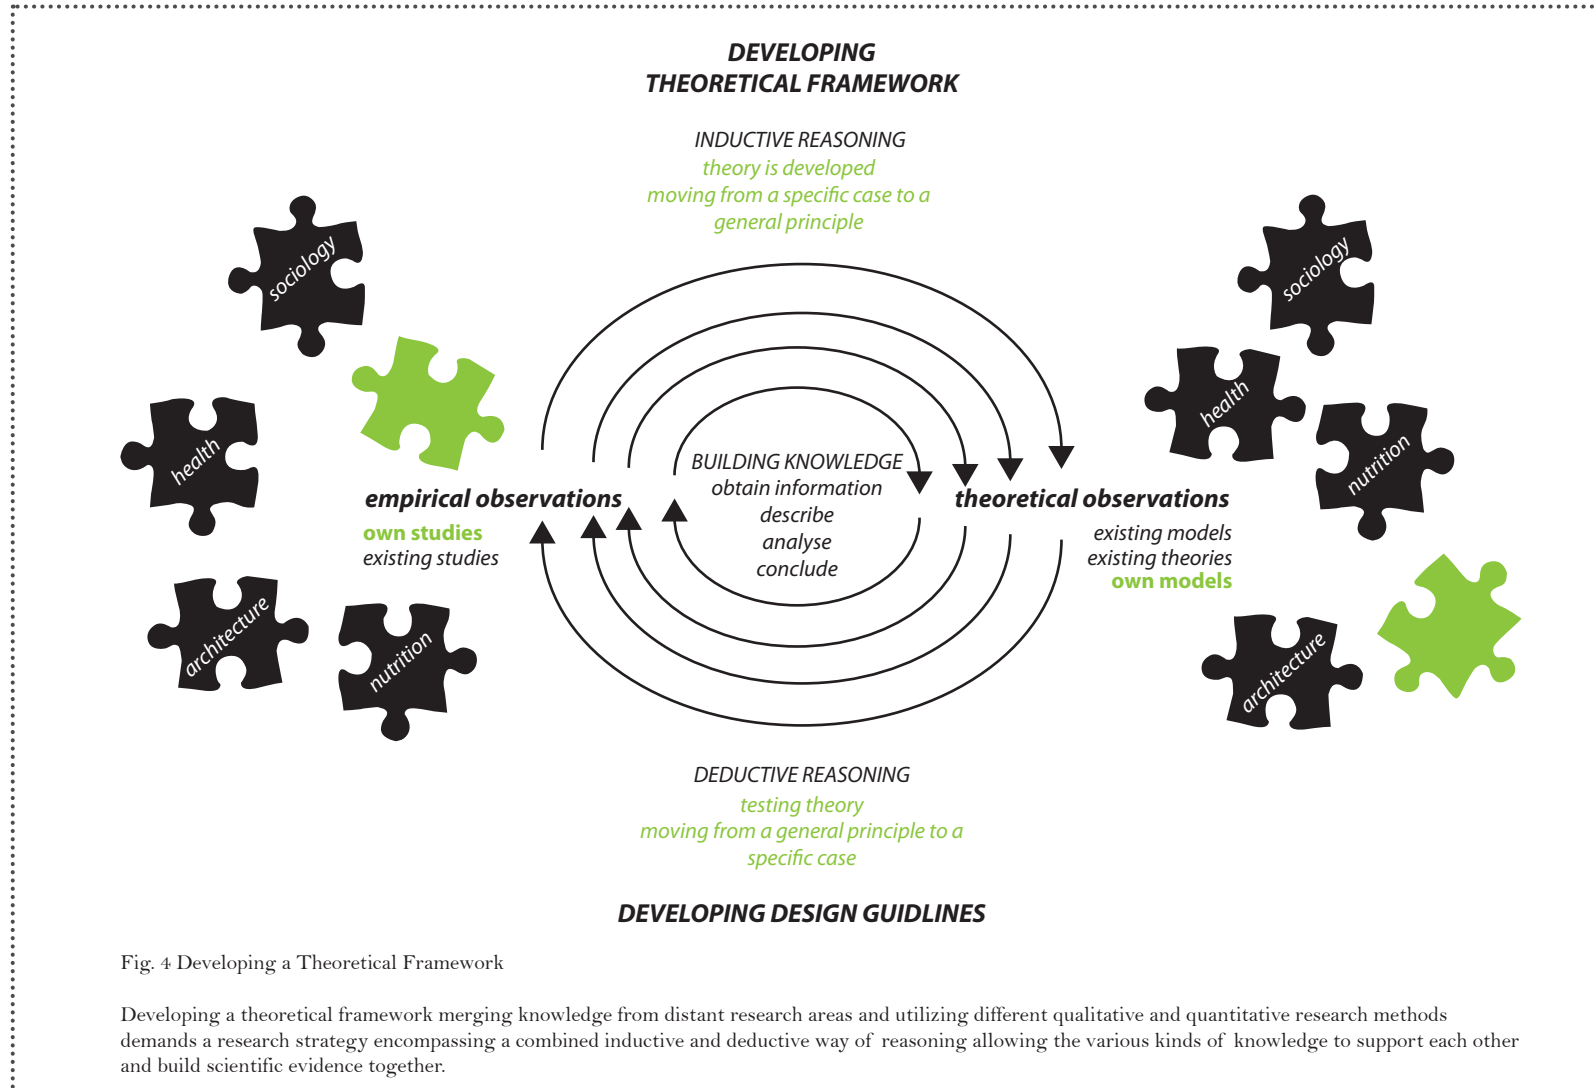 DEVELOPING
THEORETICAL FRAMEWORK
INDUCTIVE REASONING
theory is developed
moving from a specific case to a
general principle
sociology
health
architecture
nutrition
empirical observations
own studies
existing studies
BUILDING KNOWLEDGE
obtain information
describe
analyse
conclude
theoretical observations
existing models
existing theories
own models
sociology
health
nutrition
architecture
DEDUCTIVE REASONING
testing theory
moving from a general principle to a
specific case
DEVELOPING DESIGN GUIDLINES
Fig. 4 Developing a Theoretical Framework
Developing a theoretical framework merging knowledge from distant research areas and utilizing different qualitative and quantitative research methods
demands a research strategy encompassing a combined inductive and deductive way of reasoning allowing the various kinds of knowledge to support each other
and build scientific evidence together.